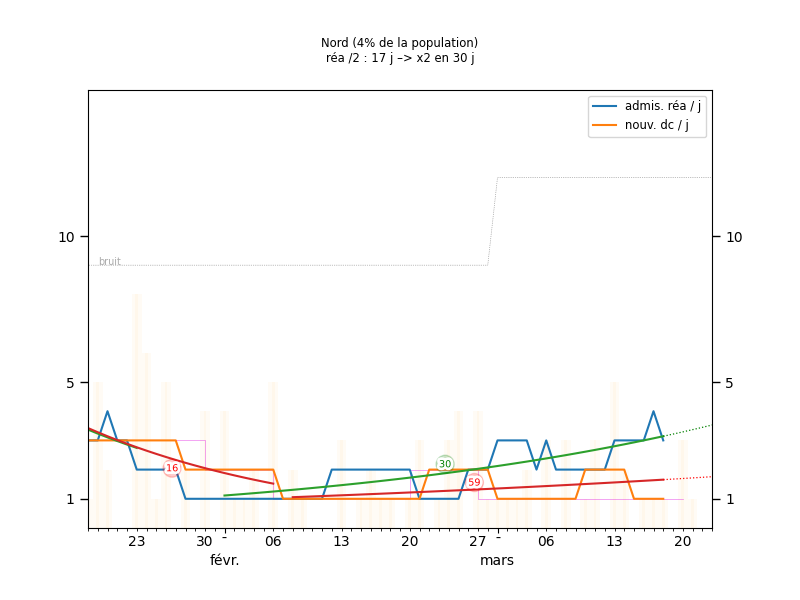 Nord (4% de la population)
réa /2 : 17 j –> x2 en 30 j
admis. réa / j
nouv. dc / j
10
10
bruit
5
5
30
16
59
1
1
23
30
-
06
13
20
27
-
06
13
20
févr.
mars